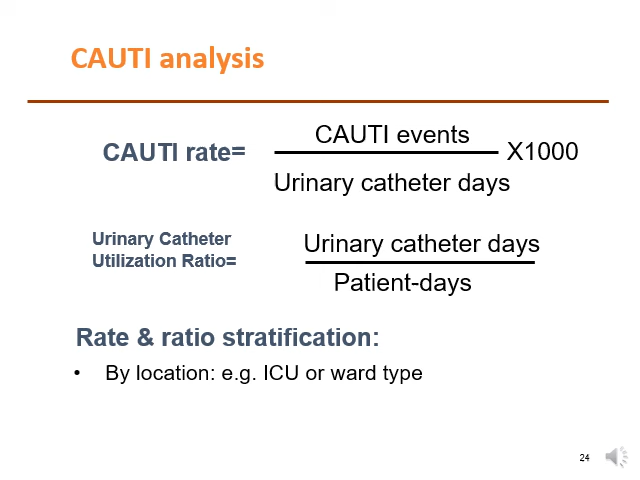 CAUTI analysis
CAUTI rate=
CAUTI events
Urinary catheter days
X1000
Urinary Catheter
Utilization Ratio=
Urinary catheter days
Patient-days
Rate & ratio stratification:
• By location: e.g. ICU or ward type
24